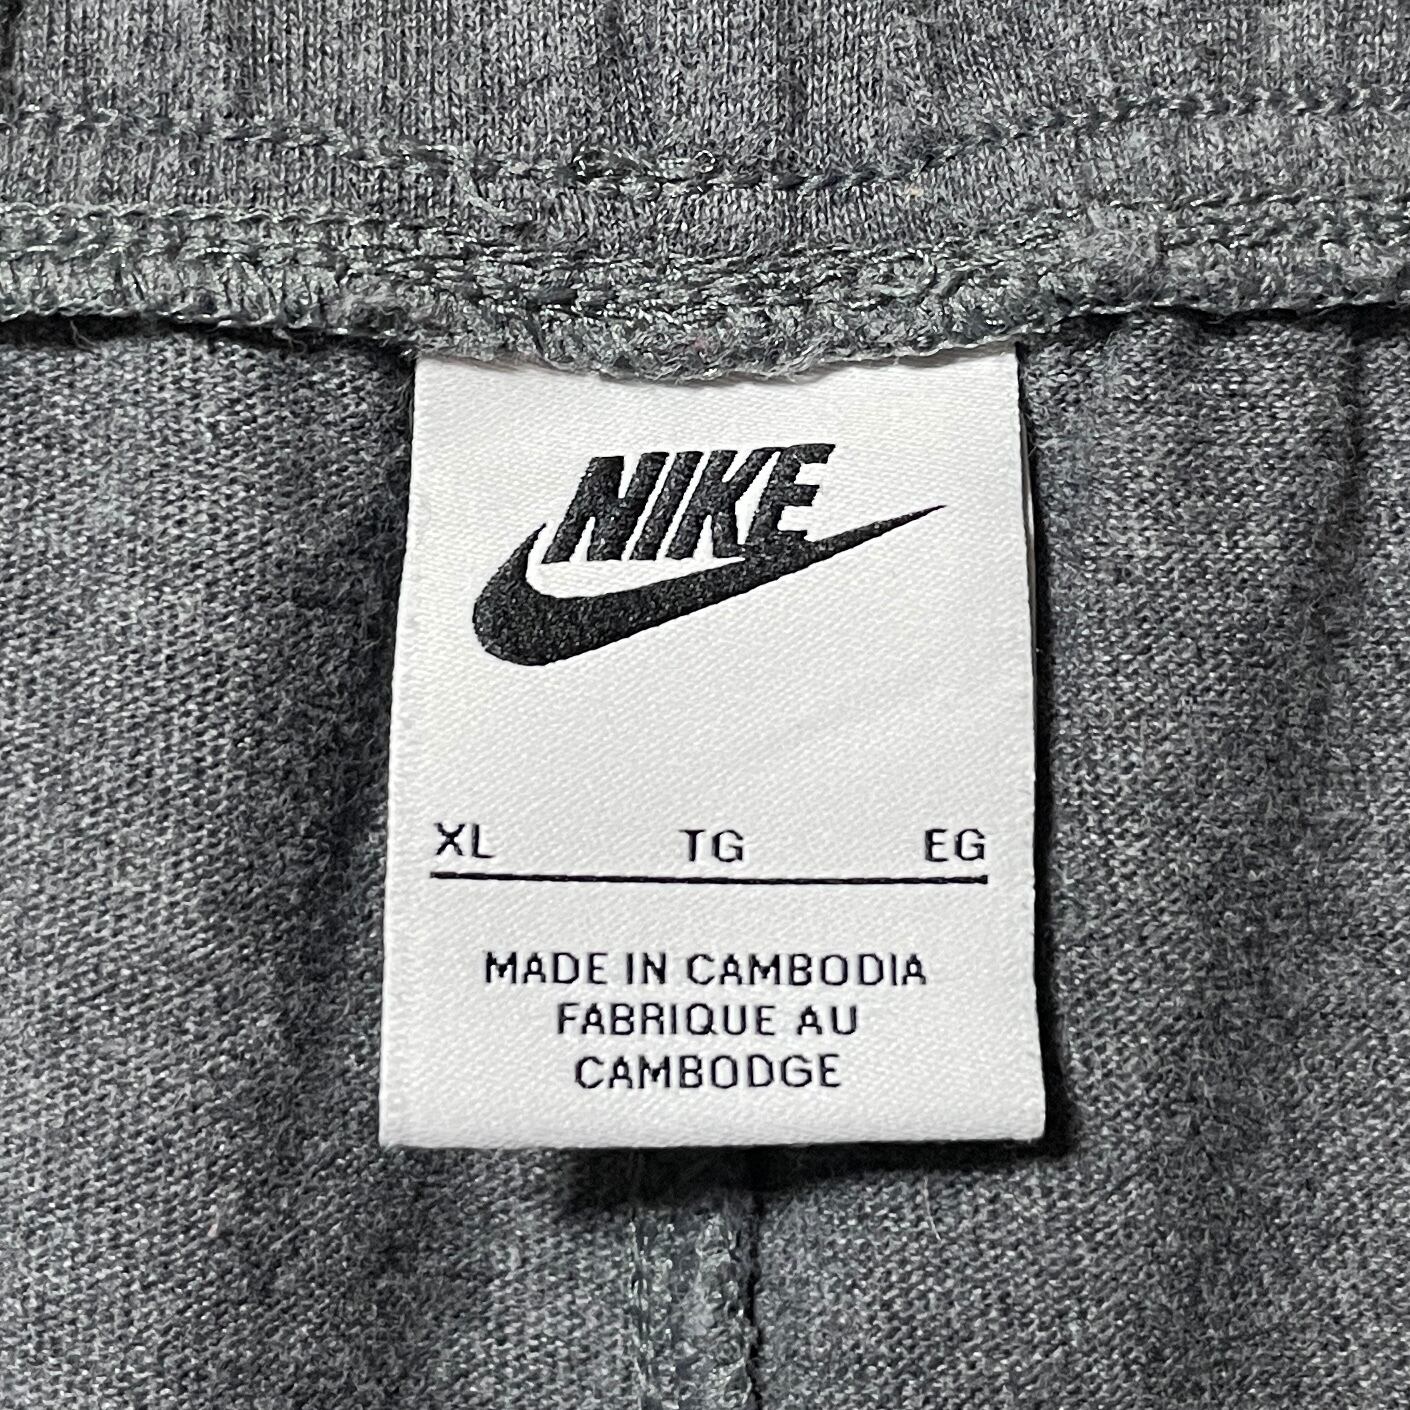 NIKE
XL TG EG
MADE IN CAMBODIA
FABRIQUE AU
CAMBODGE